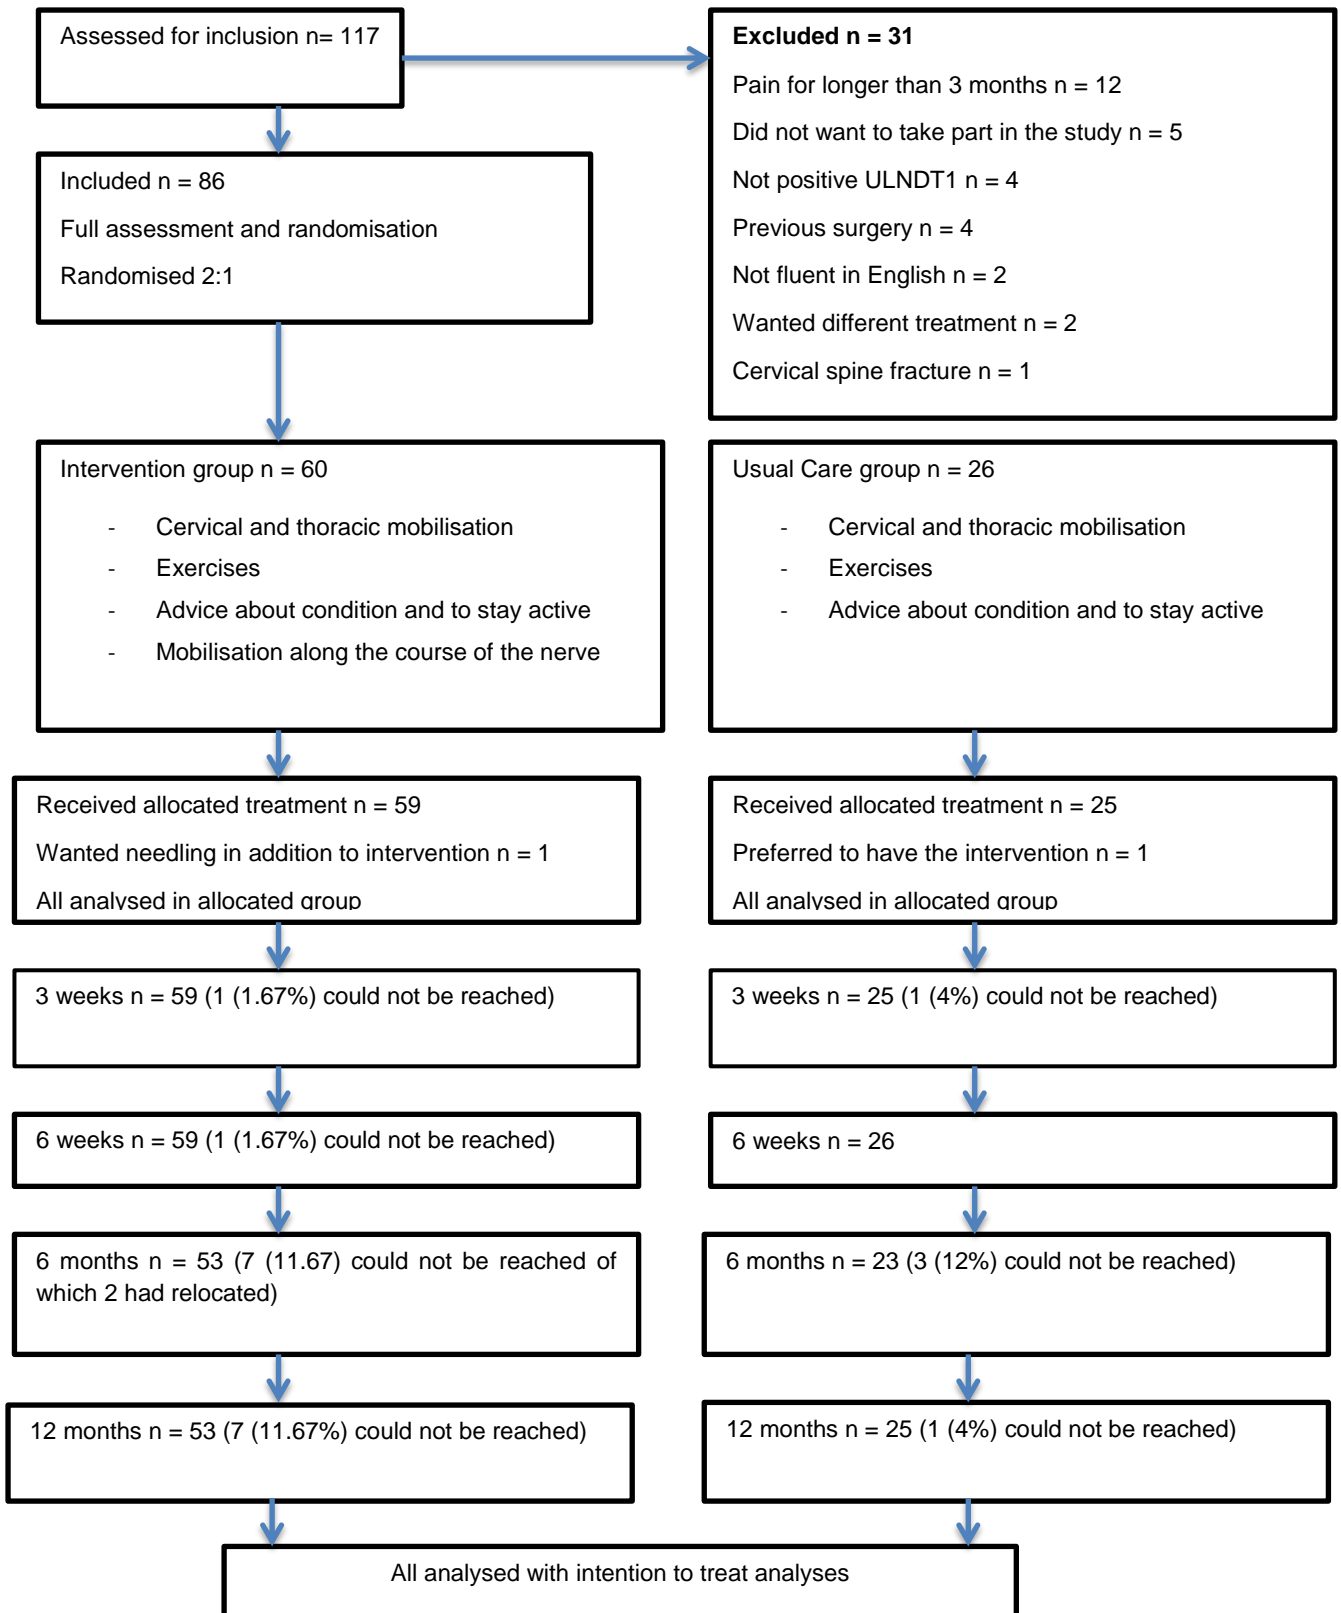 Assessed for inclusion n= 117
Excluded n = 31
Pain for longer than 3 months n = 12
Did not want to take part in the study n = 5
Not positive ULNDT1 n = 4
Previous surgery n = 4
Not fluent in English n = 2
Wanted different treatment n = 2
Cervical spine fracture n = 1
Included n = 86
Full assessment and randomisation
Randomised 2:1
Intervention group n = 60
- Cervical and thoracic mobilisation
- Exercises
- Advice about condition and to stay active
- Mobilisation along the course of the nerve
Usual Care group n = 26
- Cervical and thoracic mobilisation
- Exercises
- Advice about condition and to stay active
Received allocated treatment n = 59
Wanted needling in addition to intervention n = 1
All analysed in allocated group
Received allocated treatment n = 25
Preferred to have the intervention n = 1
All analysed in allocated group
3 weeks n = 59 (1 (1.67%) could not be reached)
3 weeks n = 25 (1 (4%) could not be reached)
6 weeks n = 59 (1 (1.67%) could not be reached)
6 weeks n = 26
6 months n = 53 (7 (11.67) could not be reached of
which 2 had relocated)
6 months n = 23 (3 (12%) could not be reached)
12 months n = 53 (7 (11.67%) could not be reached)
12 months n = 25 (1 (4%) could not be reached)
All analysed with intention to treat analyses